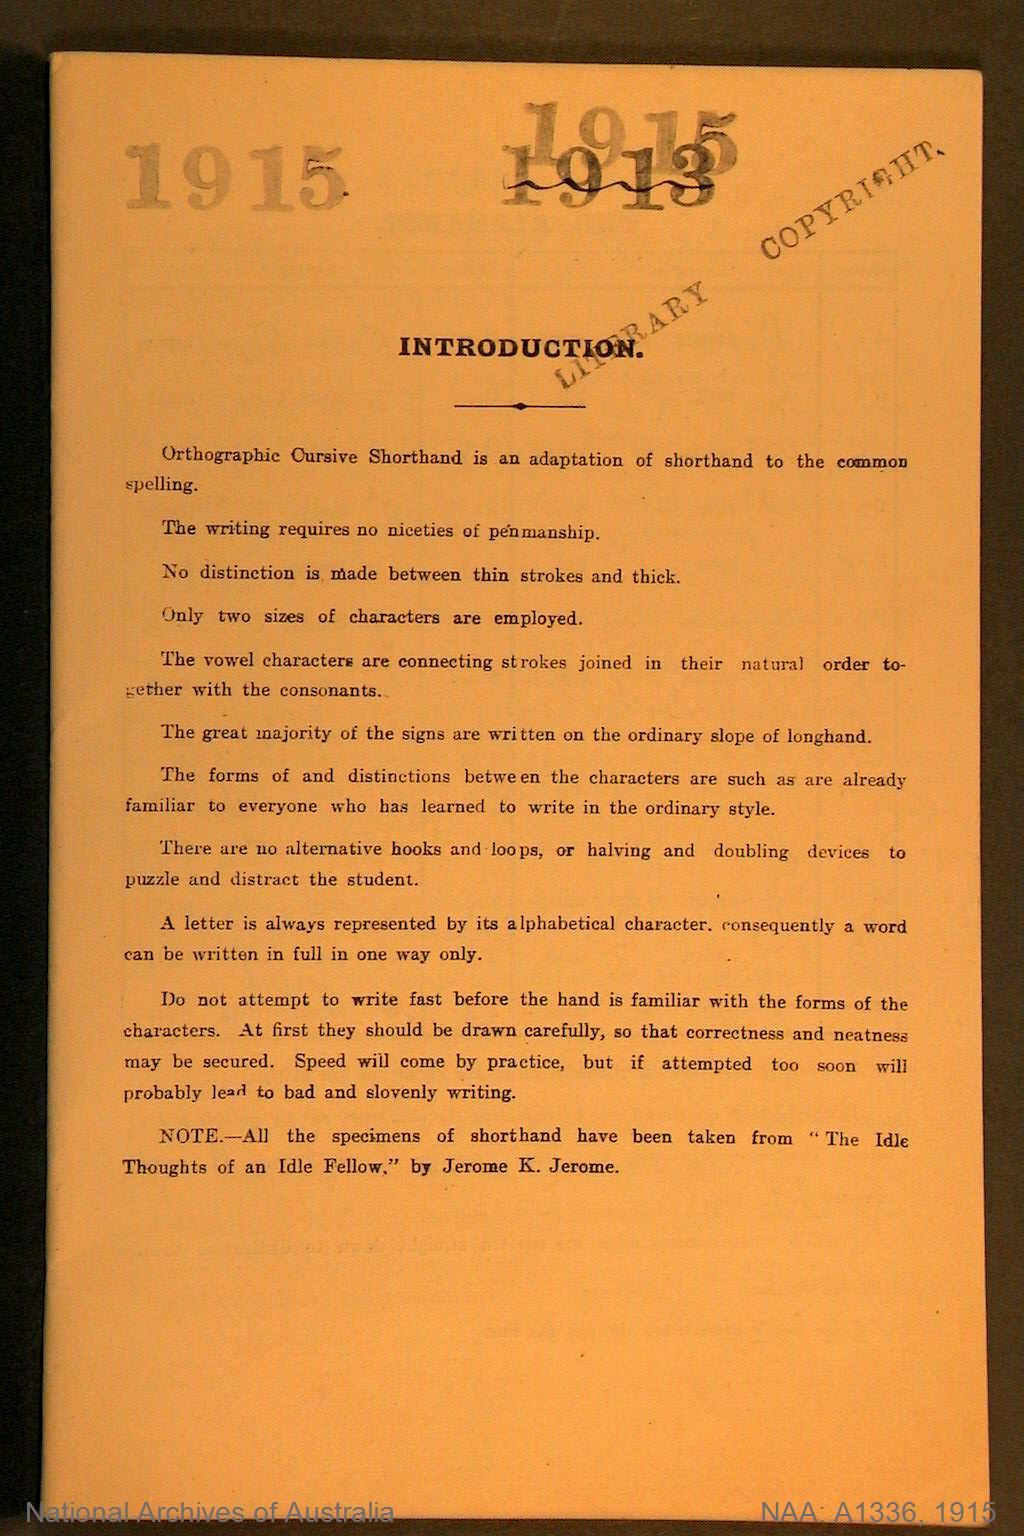 1915
1915
1913
COPYRIGHT.
LITERARY
INTRODUCTION.
Orthographic Cursive Shorthand is an adaptation of shorthand to the common
spelling.
The writing requires no niceties of penmanship.
No distinction is made between thin strokes and thick.
Only two sizes of characters are employed.
The vowel characters are connecting strokes joined in their natural order to-
gether with the consonants.
The great majority of the signs are written on the ordinary slope of longhand.
The forms of and distinctions between the characters are such as are already
familiar to everyone who has learned to write in the ordinary style.
There are no alternative hooks and loops, or halving and doubling devices to
puzzle and distract the student.
A letter is always represented by its alphabetical character. consequently a word
can be written in full in one way only.
Do not attempt to write fast before the hand is familiar with the forms of the
characters. At first they should be drawn carefully, so that correctness and neatness
may be secured. Speed will come by practice, but if attempted too soon will
probably lead to bad and slovenly writing.
NOTE.—All the specimens of shorthand have been taken from “The Idle
Thoughts of an Idle Fellow,” by Jerome K. Jerome.
National Archives of Australia
NAA: A1336, 1915